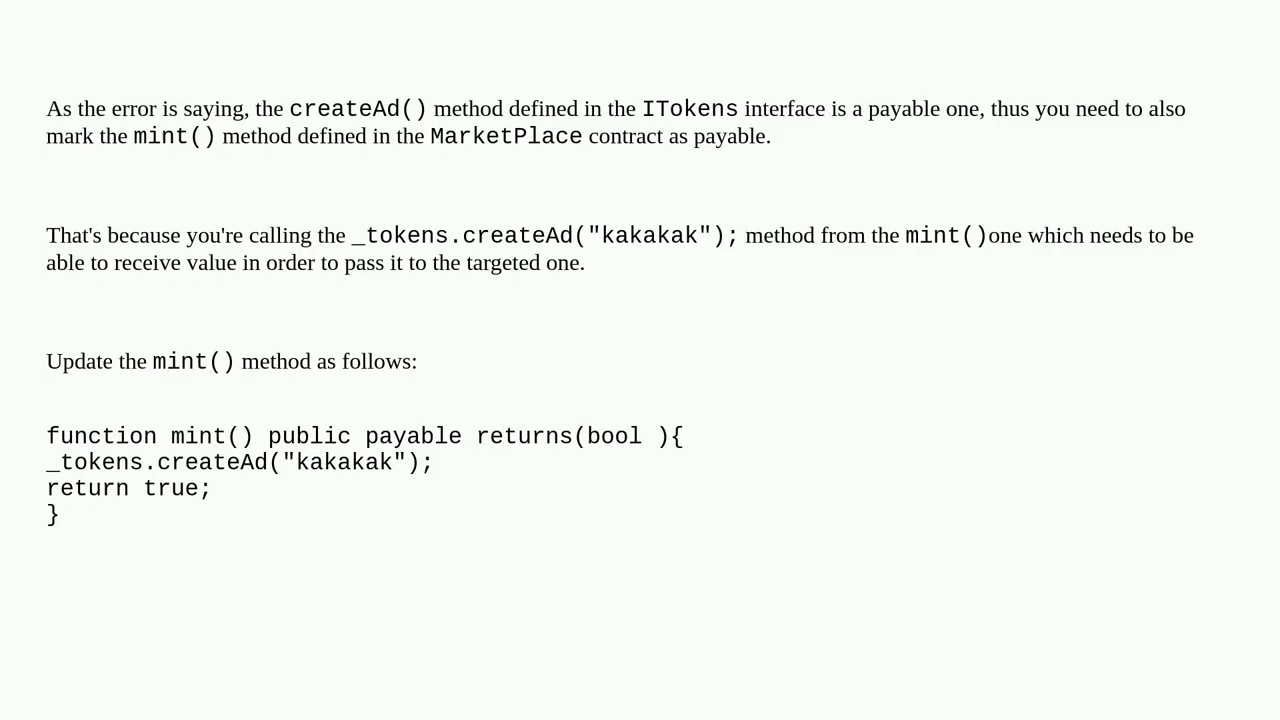 As the error is saying, the createAd() method defined in the ITokens interface is a payable one, thus you need to also
mark the mint() method defined in the MarketPlace contract as payable.
That's because you're calling the _tokens.createAd("kakakak"); method from the mint()one which needs to be
able to receive value in order to pass it to the targeted one.
Update the mint() method as follows:
function mint() public payable returns(bool ){
_tokens.createAd("kakakak");
return true;
}